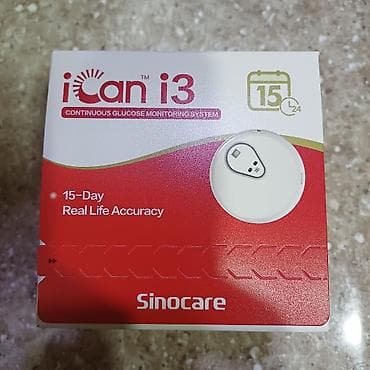 iCan™ i3
CONTINUOUS GLUCOSE MONITORING SYSTEM
15
24
15-Day
Real Life Accuracy
Sinocare